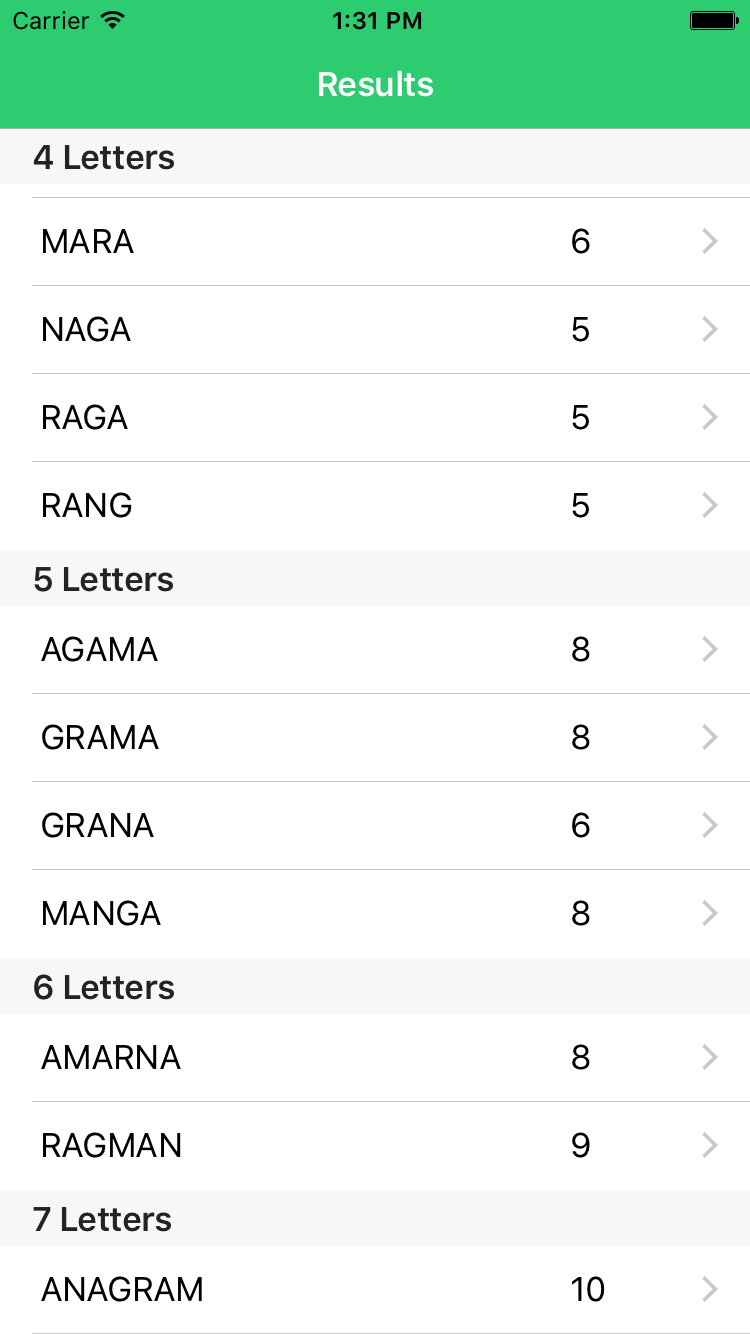 Carrier 1:31 PM
Results
4 Letters
MARA 6
NAGA 5
RAGA 5
RANG 5
5 Letters
AGAMA 8
GRAMA 8
GRANA 6
MANGA 8
6 Letters
AMARNA 8
RAGMAN 9
7 Letters
ANAGRAM 10